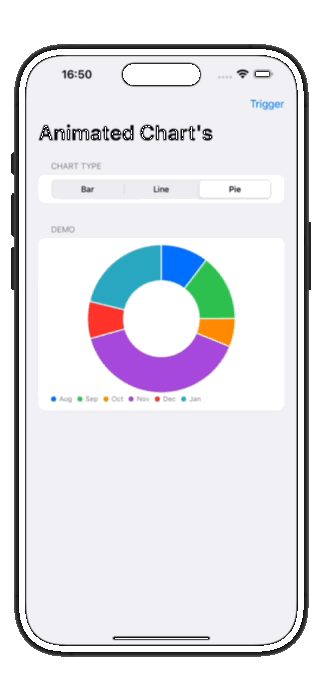 16:50
Trigger
Animated Chart's
CHART TYPE
Bar Line Pie
DEMO
Aug Sep Oct Nov Dec Jan